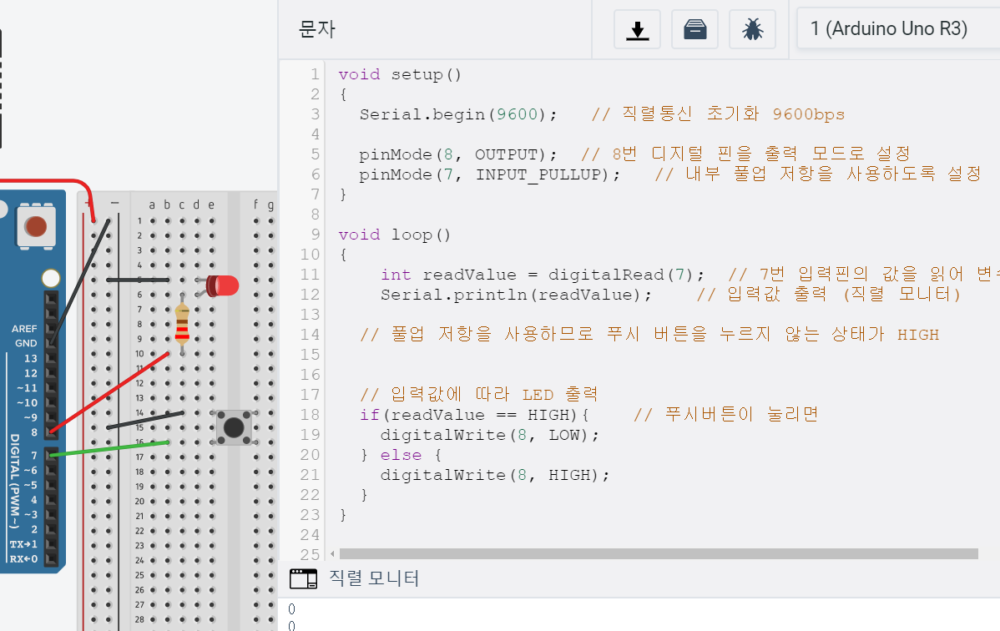 문자
1 (Arduino Uno R3)
1 void setup()
2 {
3 Serial.begin(9600); // 직렬통신 초기화 9600bps
4
5 pinMode(8, OUTPUT); // 8번 디지털 핀을 출력 모드로 설정
6 pinMode(7, INPUT_PULLUP); // 내부 풀업 저항을 사용하도록 설정
7 }
8
9 void loop()
10 {
11 int readValue = digitalRead(7); // 7번 입력핀의 값을 읽어
12 Serial.println(readValue); // 입력값 출력 (직렬 모니터)
13
14 // 풀업 저항을 사용하므로 푸시 버튼을 누르지 않는 상태가 HIGH
15
16
17 // 입력값에 따라 LED 출력
18 if(readValue == HIGH){ // 푸시버튼이 눌리면
19 digitalWrite(8, LOW);
20 } else {
21 digitalWrite(8, HIGH);
22 }
23 }
24
25
직렬 모니터
0
0
+ − a b c d e f g
1
2
3
4
5
6
7
8
9
10
11
12
13
14
15
16
17
18
19
20
21
22
23
24
25
26
27
28
AREF
GND
13
12
~11
~10
~9
8
7
~6
~5
4
~3
2
TX→1
RX←0
DIGITAL (PWM~)